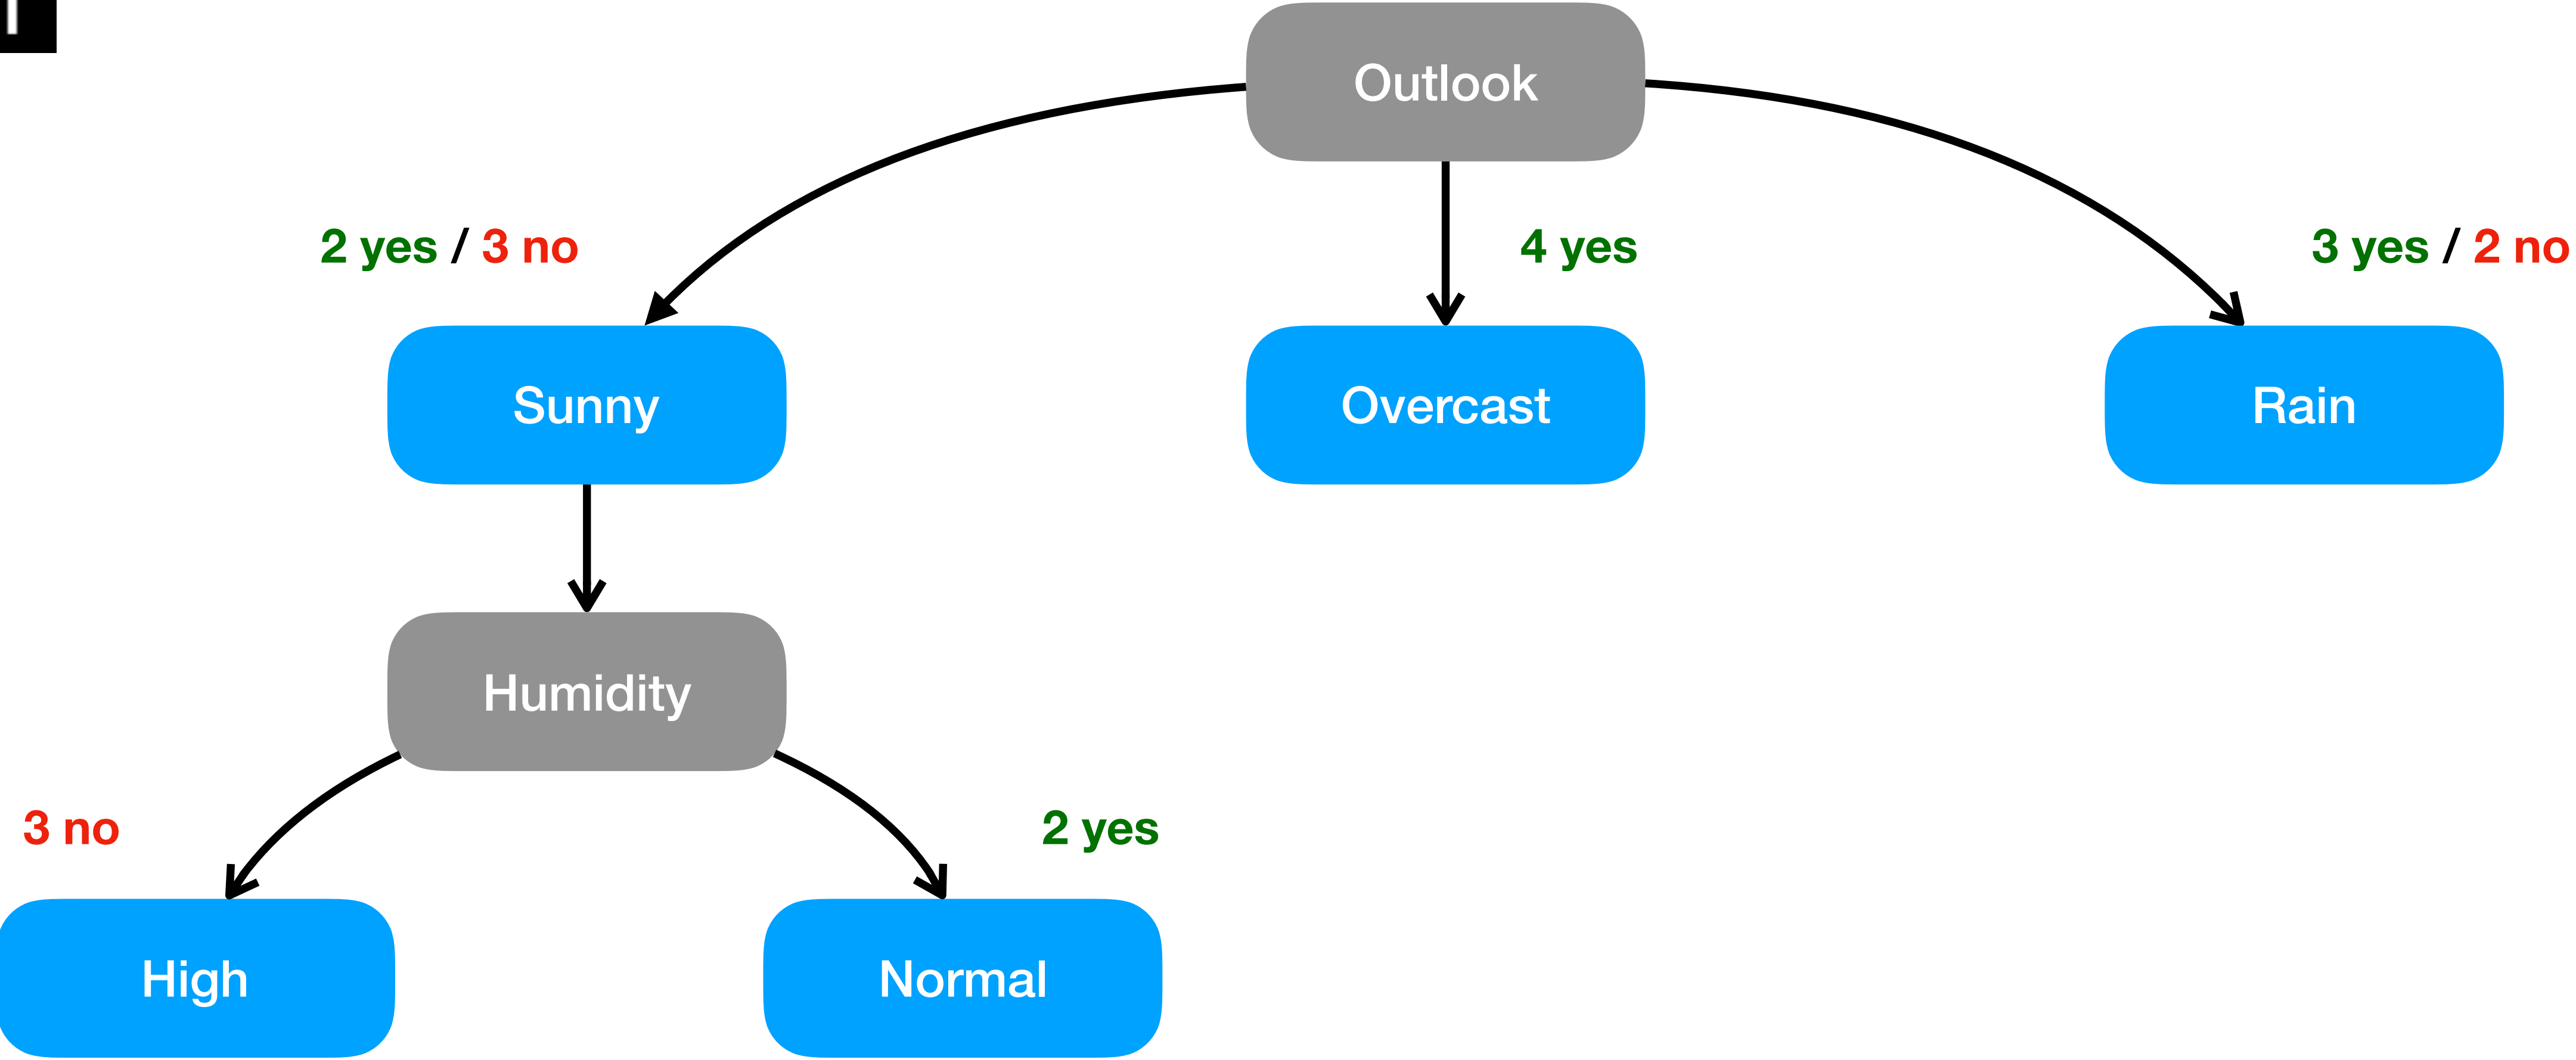 Outlook
2 yes / 3 no
4 yes
3 yes / 2 no
Sunny
Overcast
Rain
Humidity
3 no
2 yes
High
Normal